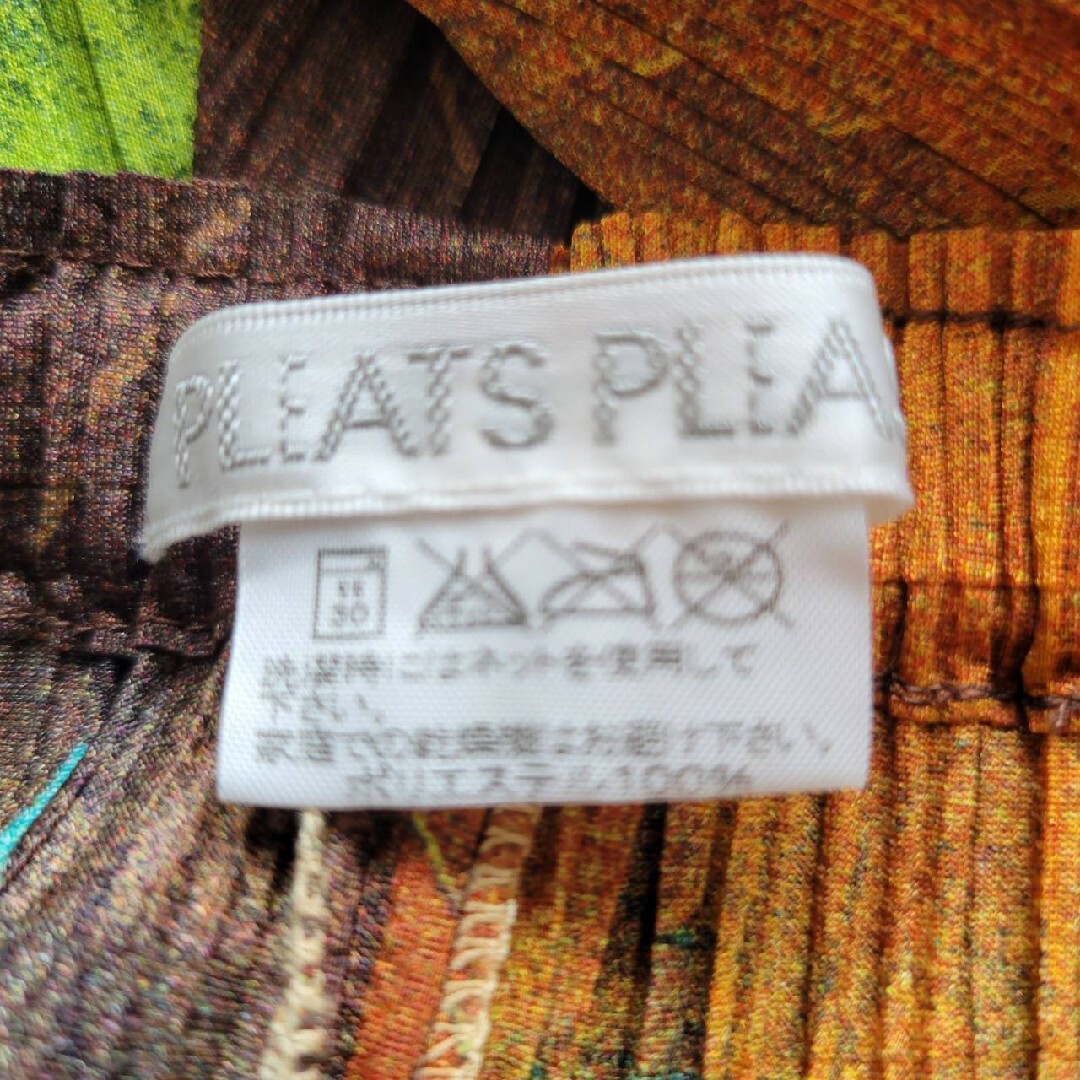 PLEATS PLEA
30
洗濯時にはネットを使用して
下さい。
家庭での乾燥機はお避け下さい。
ポリエステル100%